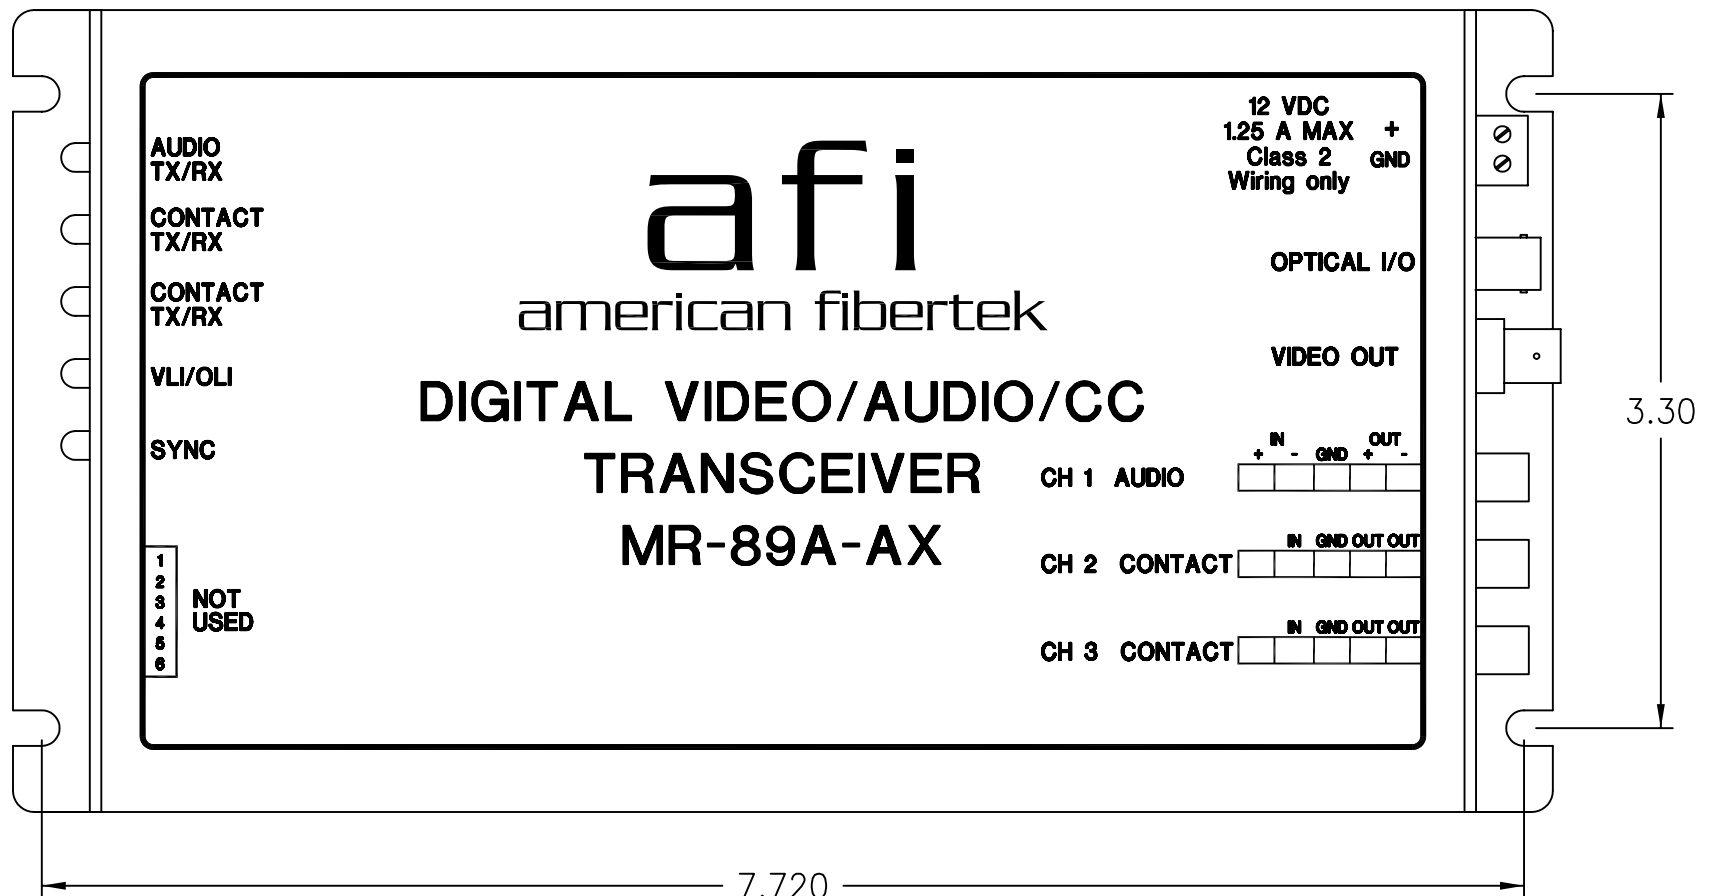 AUDIO
TX/RX
CONTACT
TX/RX
CONTACT
TX/RX
VLI/OLI
SYNC
1
2
3
4
5
6
NOT
USED
afi
american fibertek
DIGITAL VIDEO/AUDIO/CC
TRANSCEIVER
MR-89A-AX
12 VDC
1.25 A MAX +
Class 2 GND
Wiring only
OPTICAL I/O
VIDEO OUT
IN OUT
+ - GND + -
CH 1 AUDIO
IN GND OUT OUT
CH 2 CONTACT
IN GND OUT OUT
CH 3 CONTACT
3.30
7.720